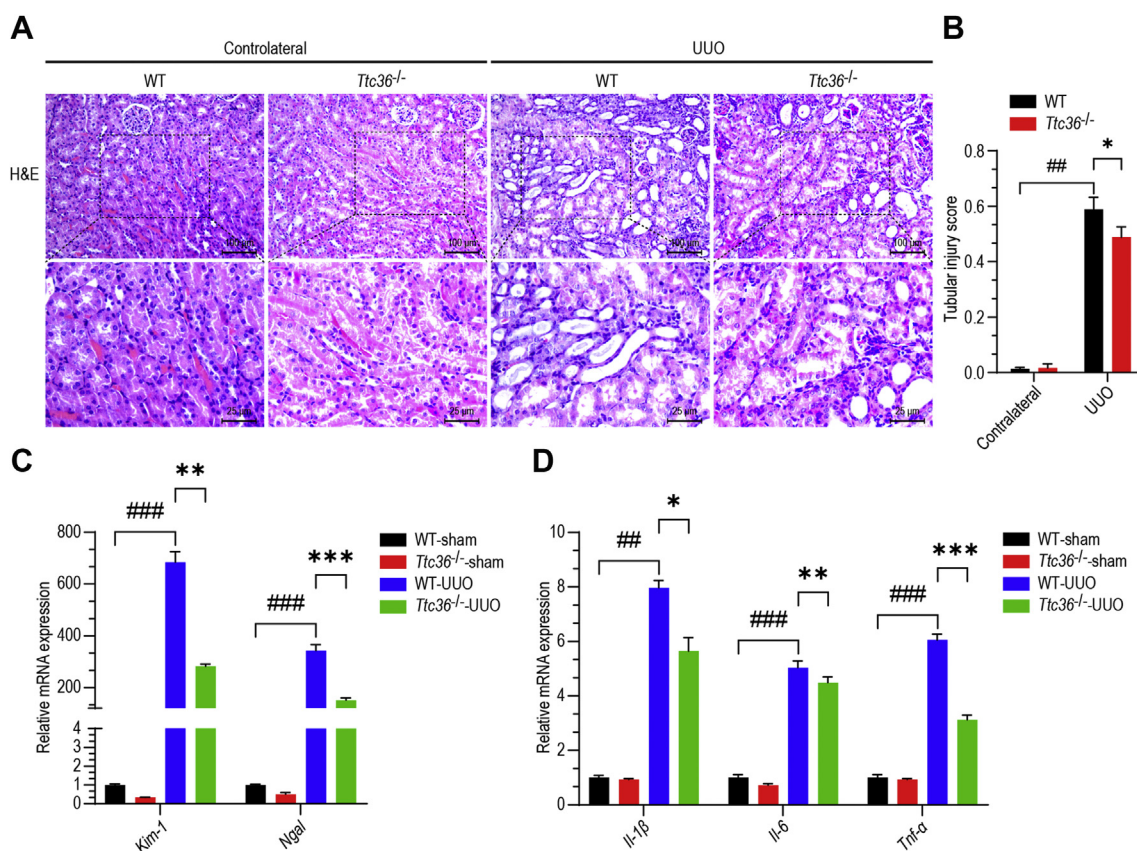 A
Controlateral
UUO
WT
Ttc36-/-
WT
Ttc36-/-
H&E
100 μm
100 μm
100 μm
100 μm
25 μm
25 μm
25 μm
25 μm
B
WT
Ttc36-/-
Tubular injury score
0.8
0.6
0.4
0.2
0.0
##
*
Contralateral
UUO
C
Relative mRNA expression
800
600
400
200
4
3
2
1
0
###
**
###
***
Kim-1
Ngal
WT-sham
Ttc36-/--sham
WT-UUO
Ttc36-/--UUO
D
Relative mRNA expression
10
8
6
4
2
0
##
*
###
**
###
***
Il-1β
Il-6
Tnf-α
WT-sham
Ttc36-/--sham
WT-UUO
Ttc36-/--UUO